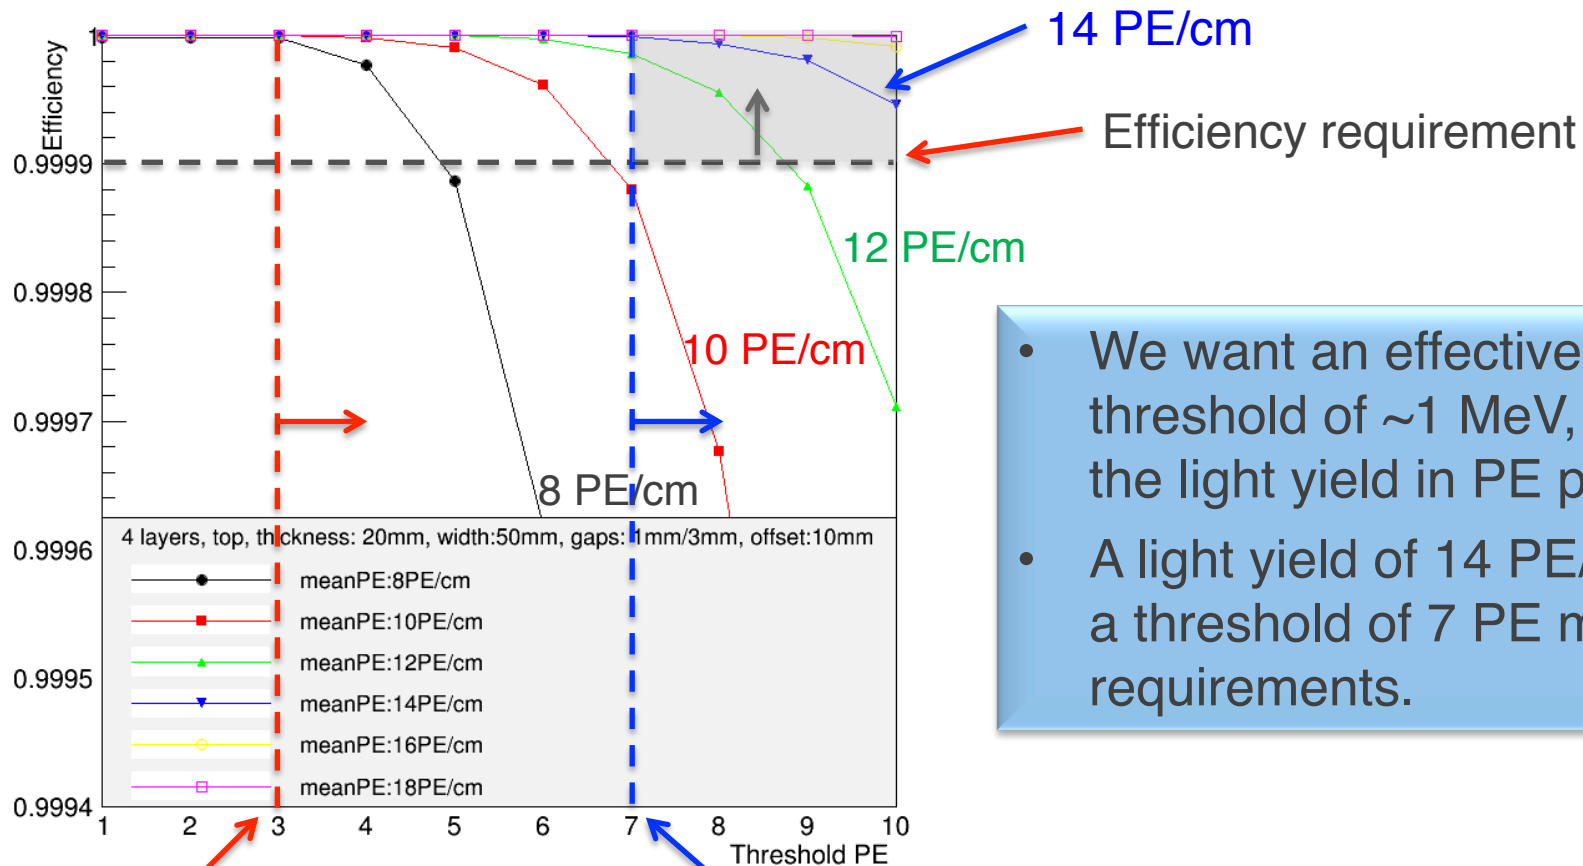 14 PE/cm
Efficiency requirement
12 PE/cm
10 PE/cm
8 PE/cm
Efficiency
1
0.9999
0.9998
0.9997
0.9996
0.9995
0.9994
4 layers, top, thickness: 20mm, width:50mm, gaps: 1mm/3mm, offset:10mm
meanPE:8PE/cm
meanPE:10PE/cm
meanPE:12PE/cm
meanPE:14PE/cm
meanPE:16PE/cm
meanPE:18PE/cm
1 2 3 4 5 6 7 8 9 10
Threshold PE
• We want an effective
threshold of ~1 MeV,
the light yield in PE p
• A light yield of 14 PE/
a threshold of 7 PE m
requirements.